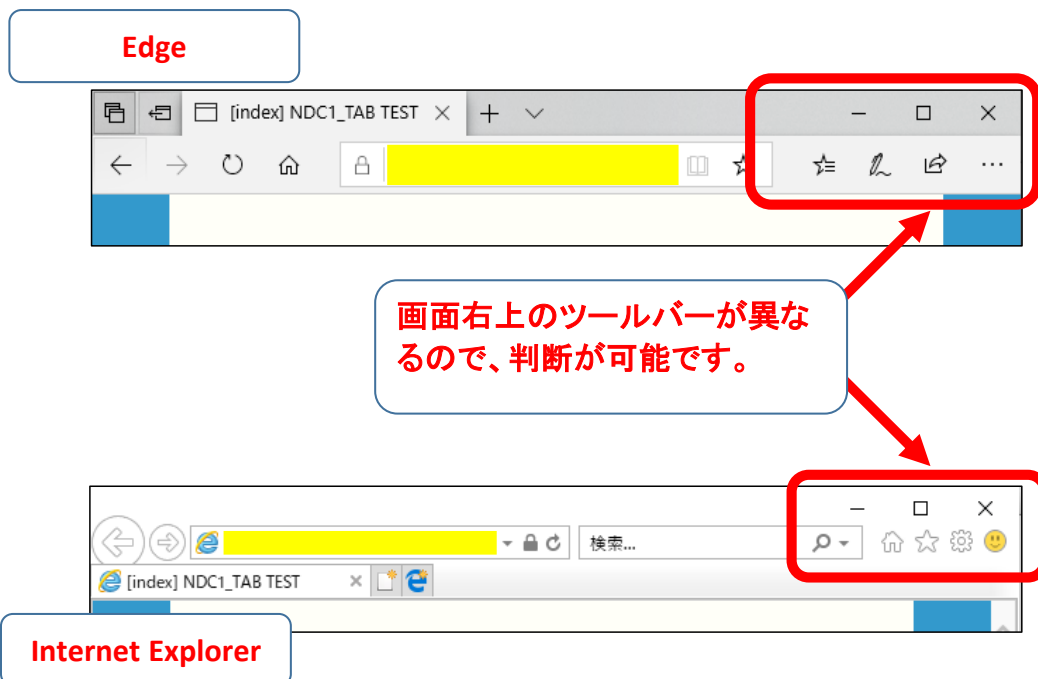 Edge
[index] NDC1_TAB TEST
画面右上のツールバーが異な
るので、判断が可能です。
検索...
[index] NDC1_TAB TEST
Internet Explorer